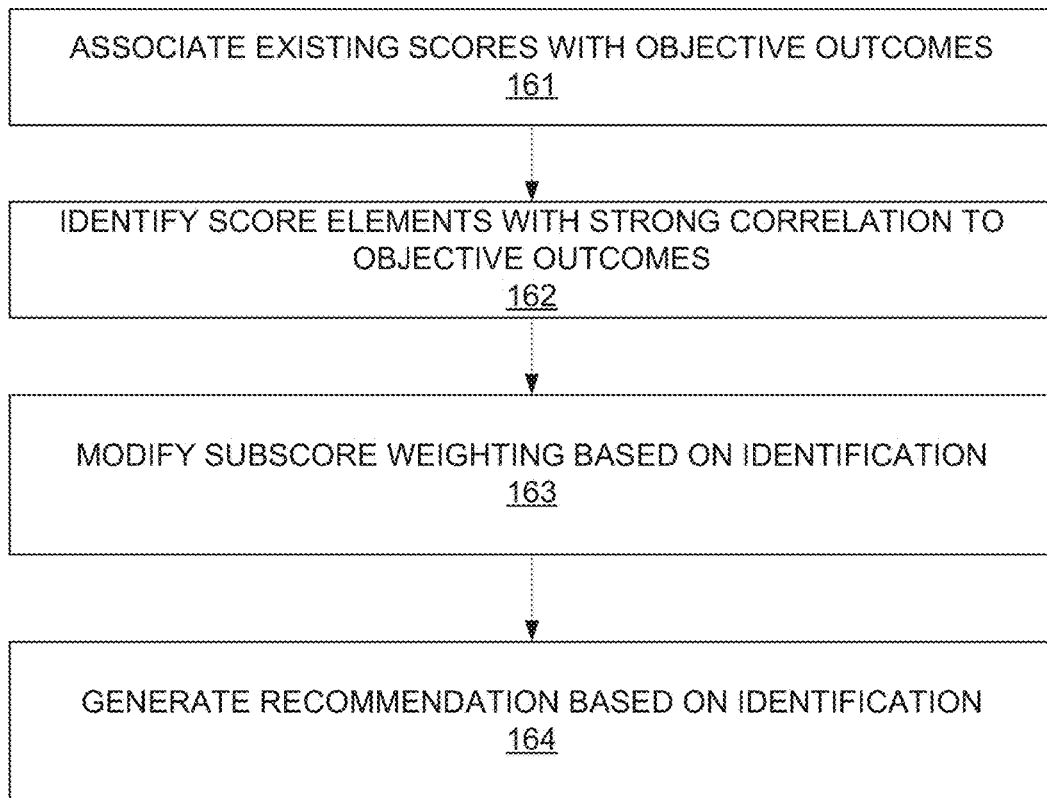 ASSOCIATE EXISTING SCORES WITH OBJECTIVE OUTCOMES
161
IDENTIFY SCORE ELEMENTS WITH STRONG CORRELATION TO
OBJECTIVE OUTCOMES
162
MODIFY SUBSCORE WEIGHTING BASED ON IDENTIFICATION
163
GENERATE RECOMMENDATION BASED ON IDENTIFICATION
164